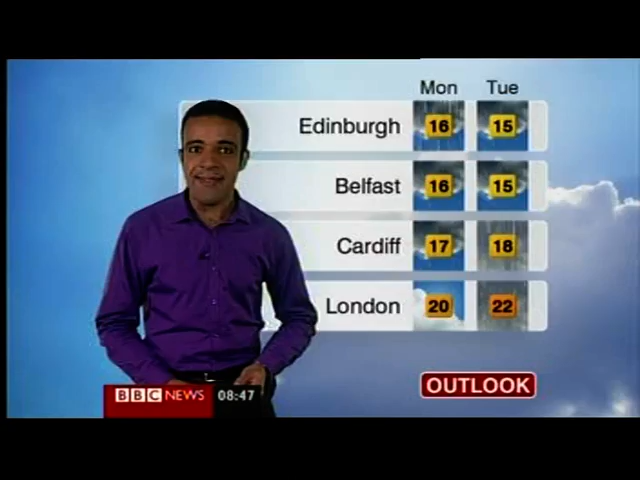 Mon Tue
Edinburgh 16 15
Belfast 16 15
Cardiff 17 18
London 20 22
OUTLOOK
BBC NEWS 08:47